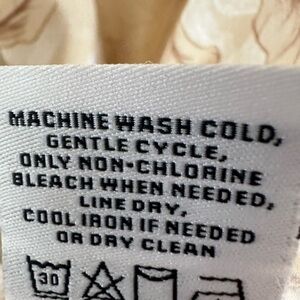 MACHINE WASH COLD,
GENTLE CYCLE,
ONLY NON-CHLORINE
BLEACH WHEN NEEDED,
LINE DRY,
COOL IRON IF NEEDED
OR DRY CLEAN
30